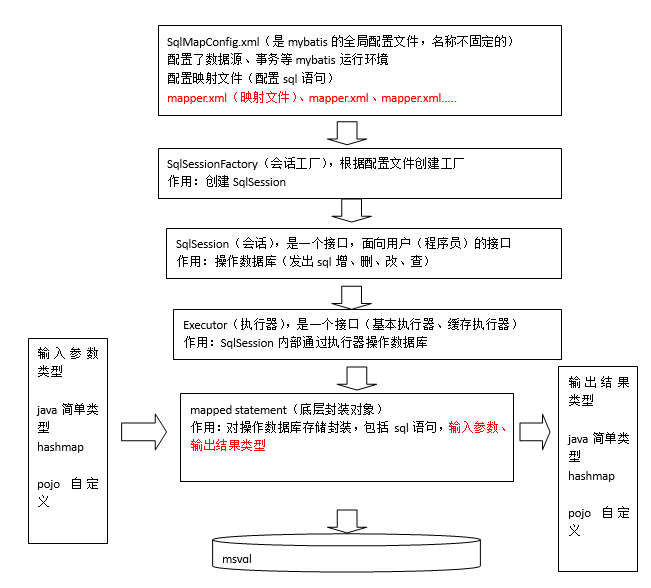 SqlMapConfig.xml（是 mybatis 的全局配置文件，名称不固定的）
配置了数据源、事务等 mybatis 运行环境
配置映射文件（配置 sql 语句）
mapper.xml（映射文件）、mapper.xml、mapper.xml.....
SqlSessionFactory（会话工厂），根据配置文件创建工厂
作用：创建 SqlSession
SqlSession（会话），是一个接口，面向用户（程序员）的接口
作用：操作数据库（发出 sql 增、删、改、查）
Executor（执行器），是一个接口（基本执行器、缓存执行器）
作用：SqlSession 内部通过执行器操作数据库
输入参数
类型
java 简单类
型
hashmap
pojo 自定
义
mapped statement（底层封装对象）
作用：对操作数据库存储封装，包括 sql 语句，输入参数、
输出结果类型
输出结果
类型
java 简单类
型
hashmap
pojo 自定
义
msvql